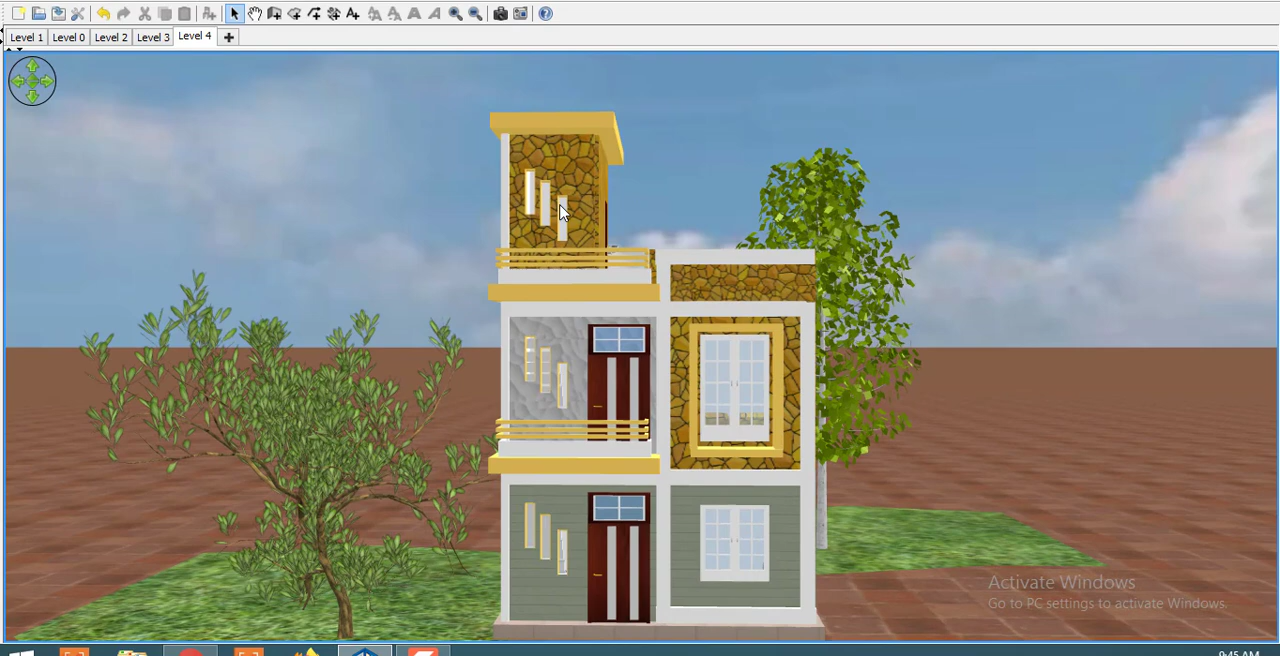 Level 1 Level 0 Level 2 Level 3 Level 4
Activate Windows
Go to PC settings to activate Windows.
9:45 AM